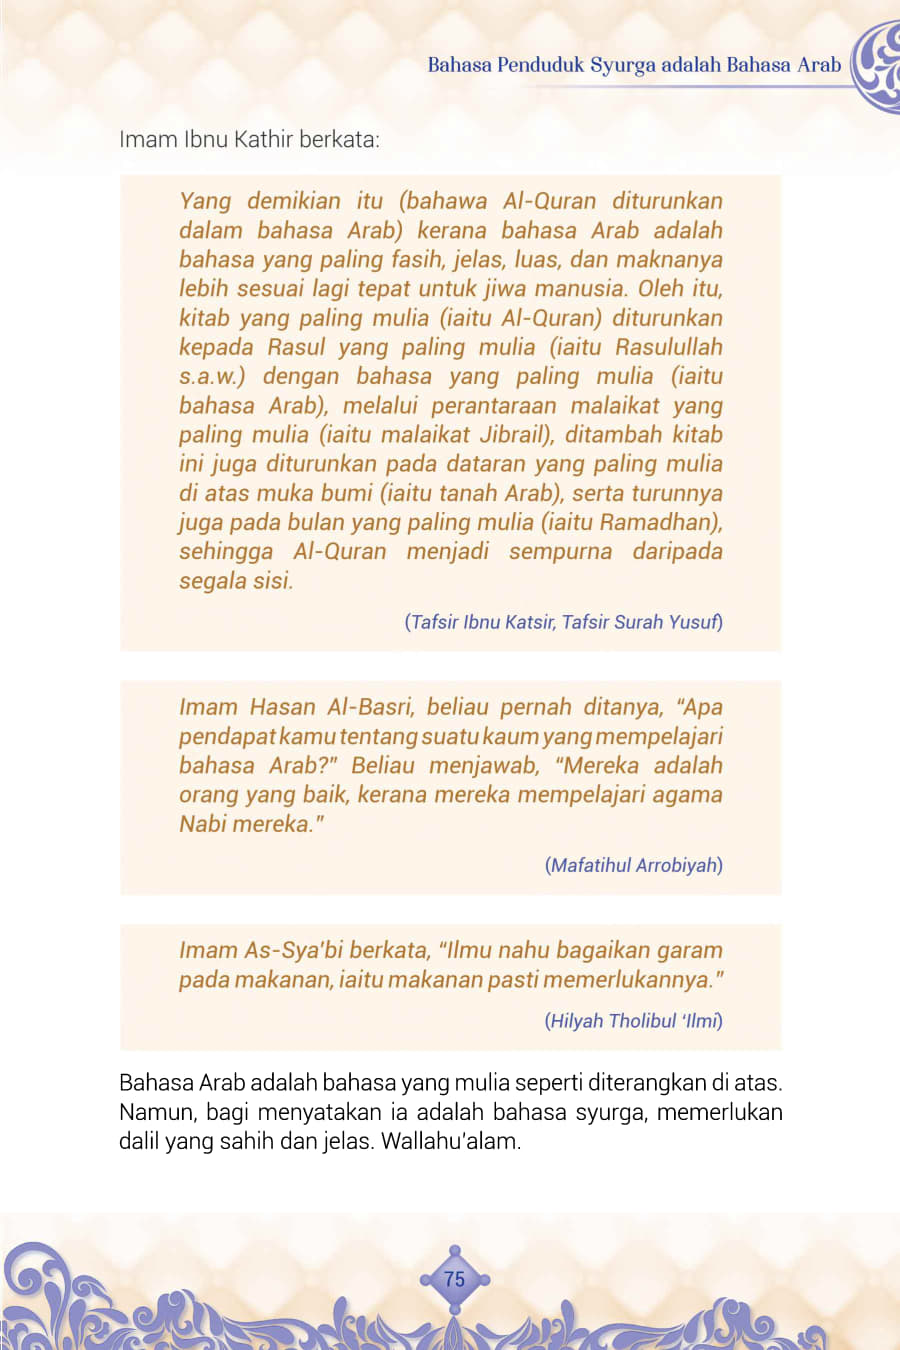 Bahasa Penduduk Syurga adalah Bahasa Arab
Imam Ibnu Kathir berkata:
Yang demikian itu (bahawa Al-Quran diturunkan
dalam bahasa Arab) kerana bahasa Arab adalah
bahasa yang paling fasih, jelas, luas, dan maknanya
lebih sesuai lagi tepat untuk jiwa manusia. Oleh itu,
kitab yang paling mulia (iaitu Al-Quran) diturunkan
kepada Rasul yang paling mulia (iaitu Rasulullah
s.a.w.) dengan bahasa yang paling mulia (iaitu
bahasa Arab), melalui perantaraan malaikat yang
paling mulia (iaitu malaikat Jibrail), ditambah kitab
ini juga diturunkan pada dataran yang paling mulia
di atas muka bumi (iaitu tanah Arab), serta turunnya
juga pada bulan yang paling mulia (iaitu Ramadhan),
sehingga Al-Quran menjadi sempurna daripada
segala sisi.
(Tafsir Ibnu Katsir, Tafsir Surah Yusuf)
Imam Hasan Al-Basri, beliau pernah ditanya, “Apa
pendapat kamu tentang suatu kaum yang mempelajari
bahasa Arab?” Beliau menjawab, “Mereka adalah
orang yang baik, kerana mereka mempelajari agama
Nabi mereka.”
(Mafatihul Arrobiyah)
Imam As-Sya’bi berkata, “Ilmu nahu bagaikan garam
pada makanan, iaitu makanan pasti memerlukannya.”
(Hilyah Tholibul ‘Ilmi)
Bahasa Arab adalah bahasa yang mulia seperti diterangkan di atas.
Namun, bagi menyatakan ia adalah bahasa syurga, memerlukan
dalil yang sahih dan jelas. Wallahu’alam.
75